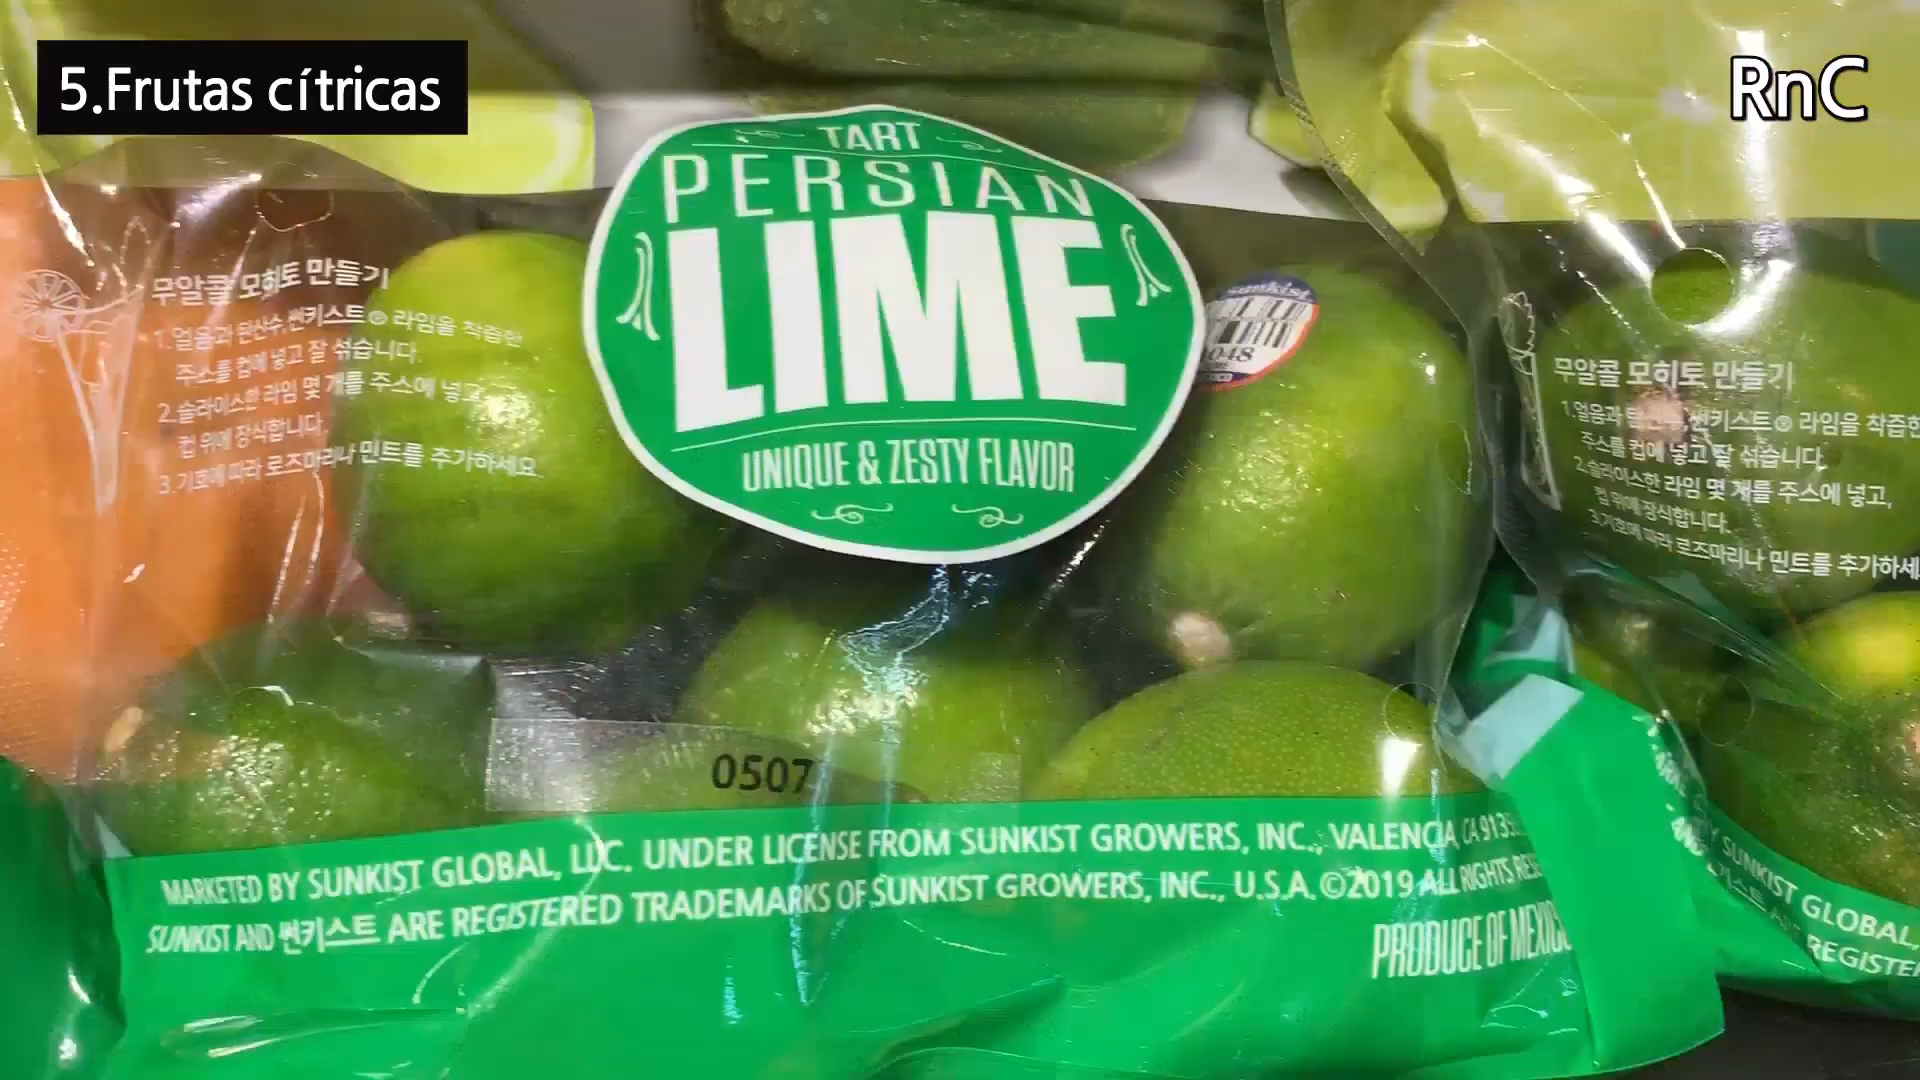 5.Frutas cítricas
RnC
TART
PERSIAN
LIME
UNIQUE & ZESTY FLAVOR
무알콜 모히토 만들기
1.얼음과 탄산수,썬키스트® 라임을 착즙한
주소를 컵에 넣고 잘 섞습니다.
2.슬라이스한 라임 몇 개를 주스에 넣고,
컵 위에 장식합니다.
3.기호에 따라 로즈마리나 민트를 추가하세요.
sunkist
048
무알콜 모히토 만들기
1.얼음과 탄산수,썬키스트® 라임을 착즙한
주소를 컵에 넣고 잘 섞습니다.
2.슬라이스한 라임 몇 개를 주스에 넣고,
컵 위에 장식합니다.
3.기호에 따라 로즈마리나 민트를 추가하세
0507
MARKETED BY SUNKIST GLOBAL, LLC. UNDER LICENSE FROM SUNKIST GROWERS, INC., VALENCIA, CA 9135
SUNKIST AND 썬키스트 ARE REGISTERED TRADEMARKS OF SUNKIST GROWERS, INC., U.S.A. ©2019 ALL RIGHTS RESE
PRODUCE OF MEXICO
Y SUNKIST GLOBAL,
REGISTE